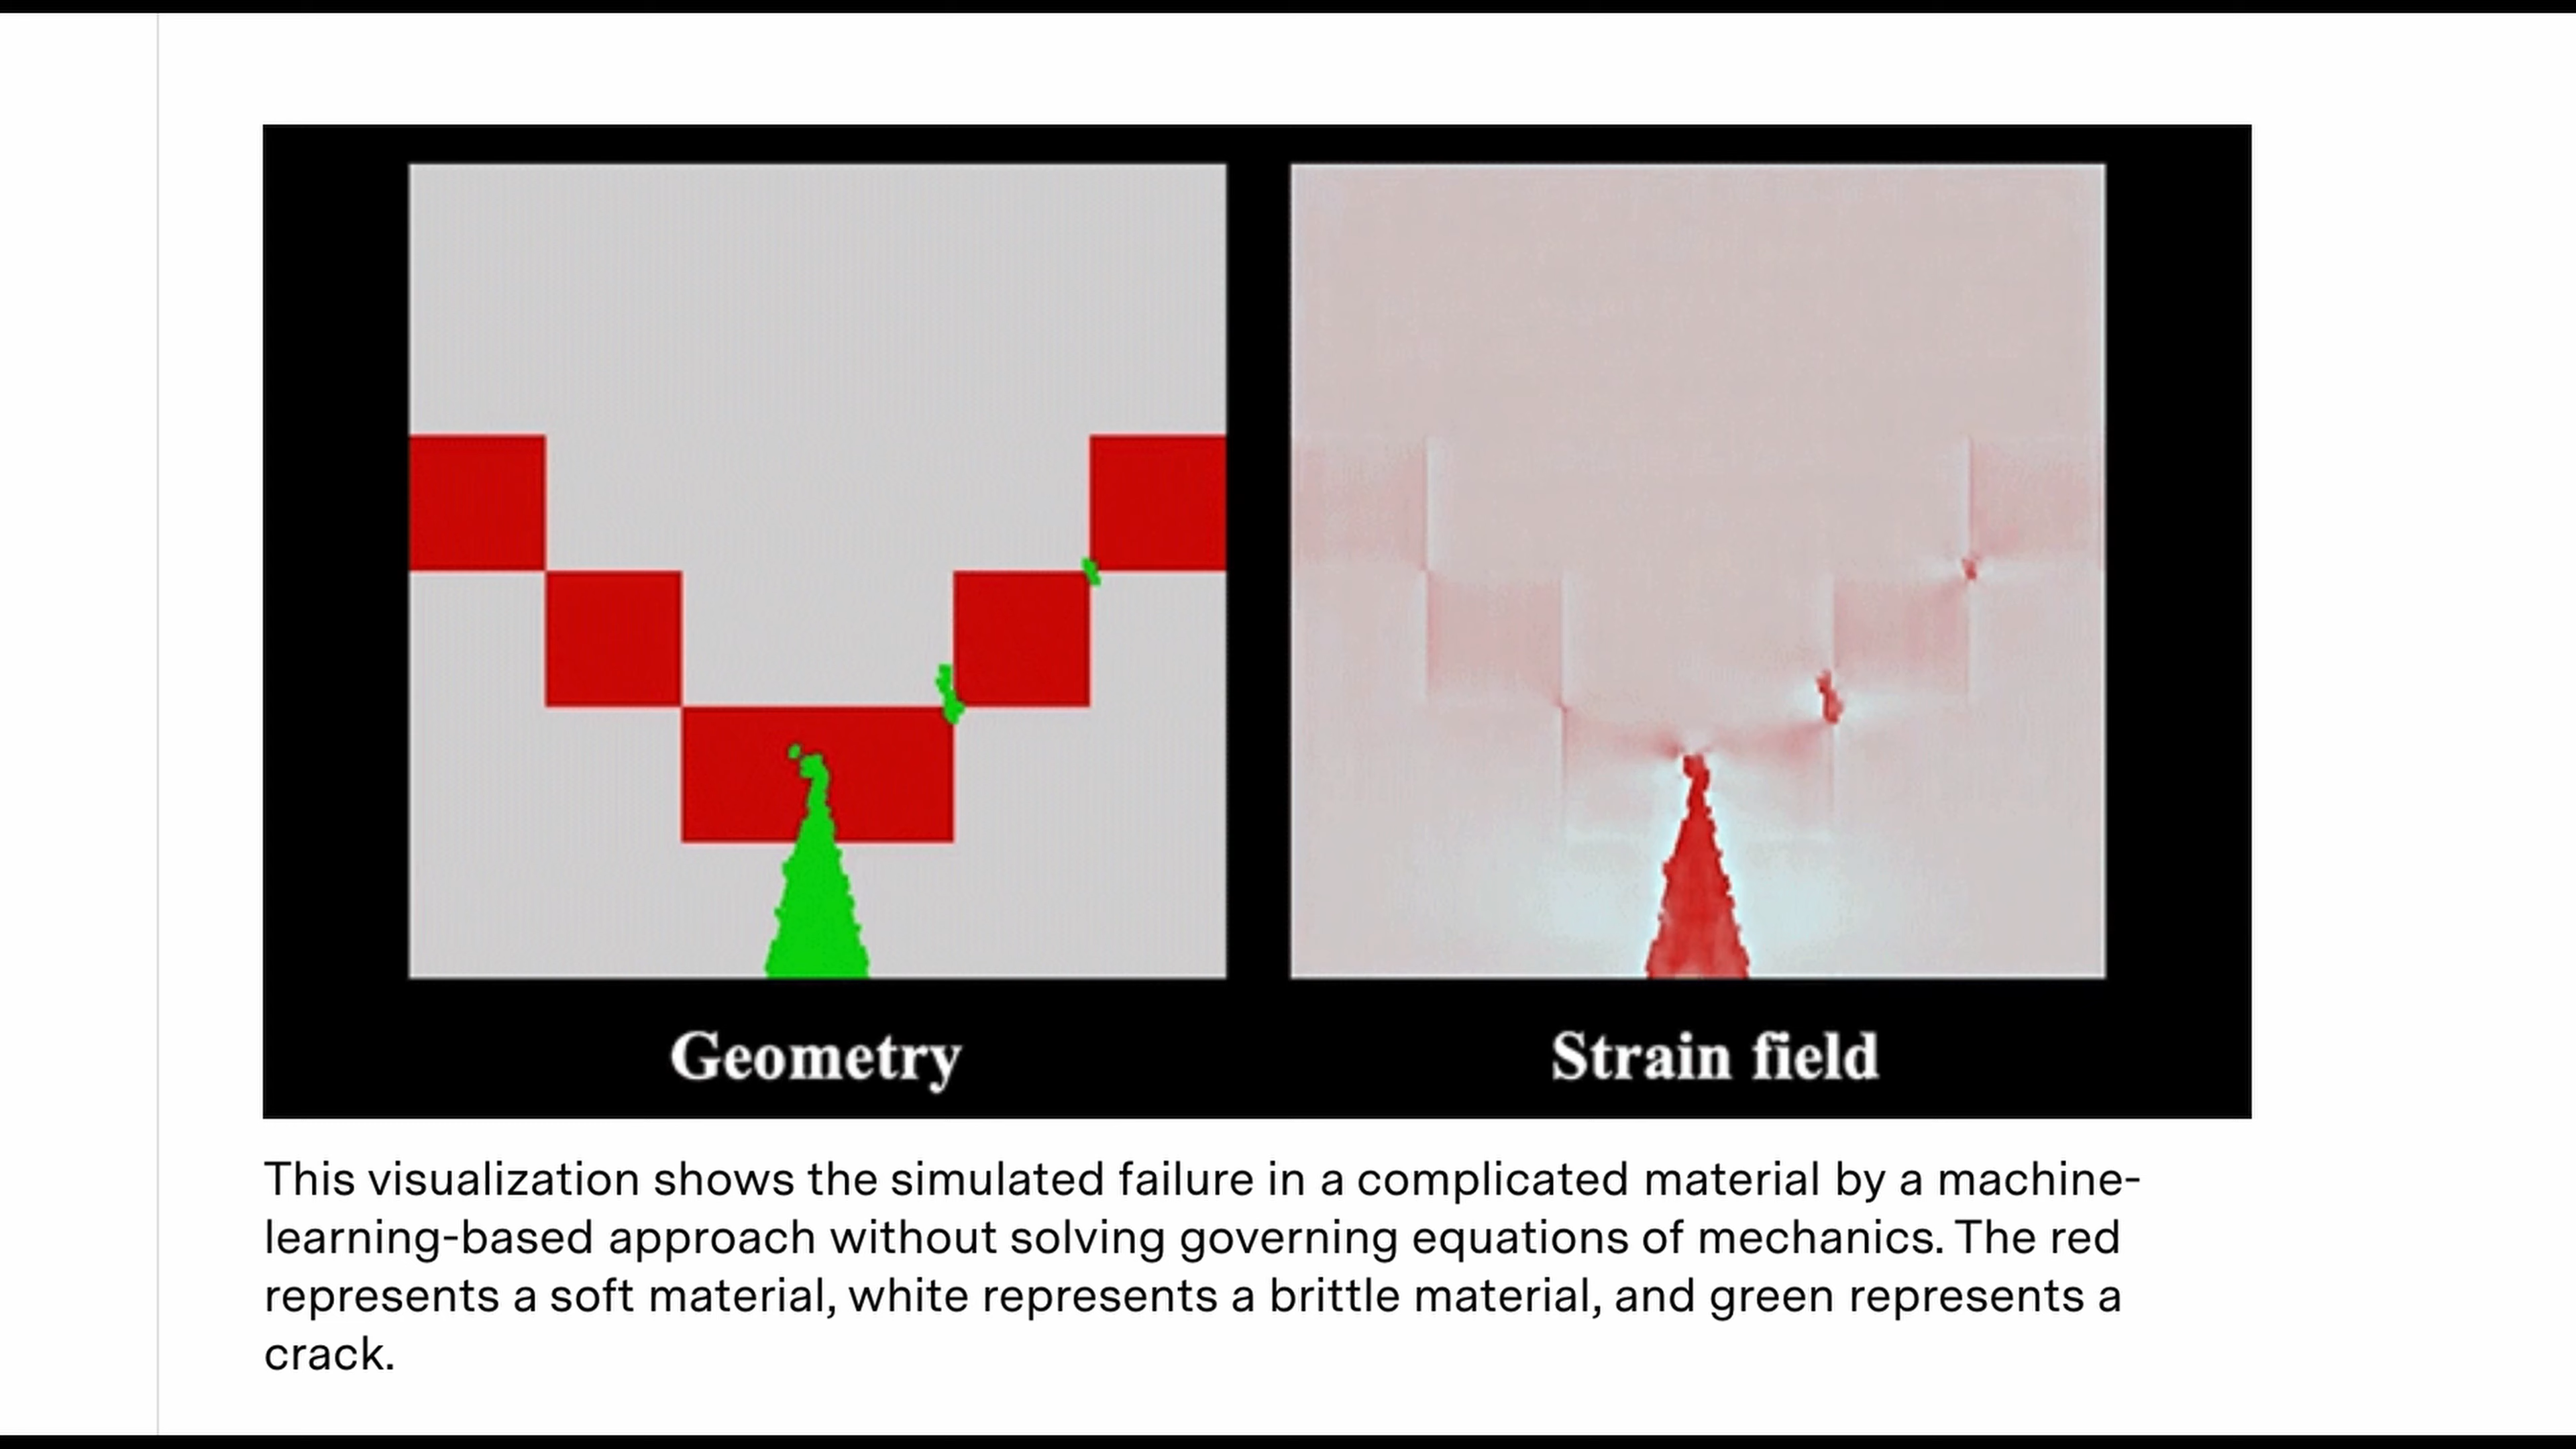 Geometry
Strain field
This visualization shows the simulated failure in a complicated material by a machine-
learning-based approach without solving governing equations of mechanics. The red
represents a soft material, white represents a brittle material, and green represents a
crack.